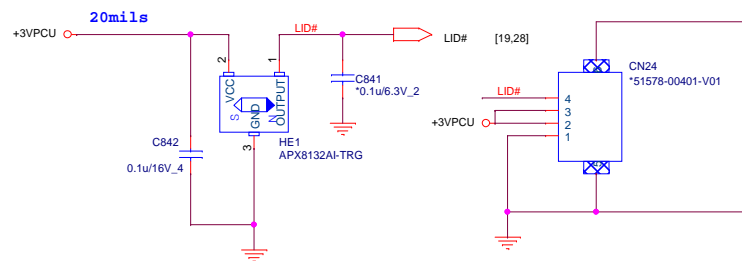 20mils
+3VPCU
LID#
LID#
[19,28]
2
1
VCC
OUTPUT
GND
S
N
3
HE1
APX8132AI-TRG
C841
*0.1u/6.3V_2
C842
0.1u/16V_4
CN24
*51578-00401-V01
LID#
+3VPCU
4
3
2
1